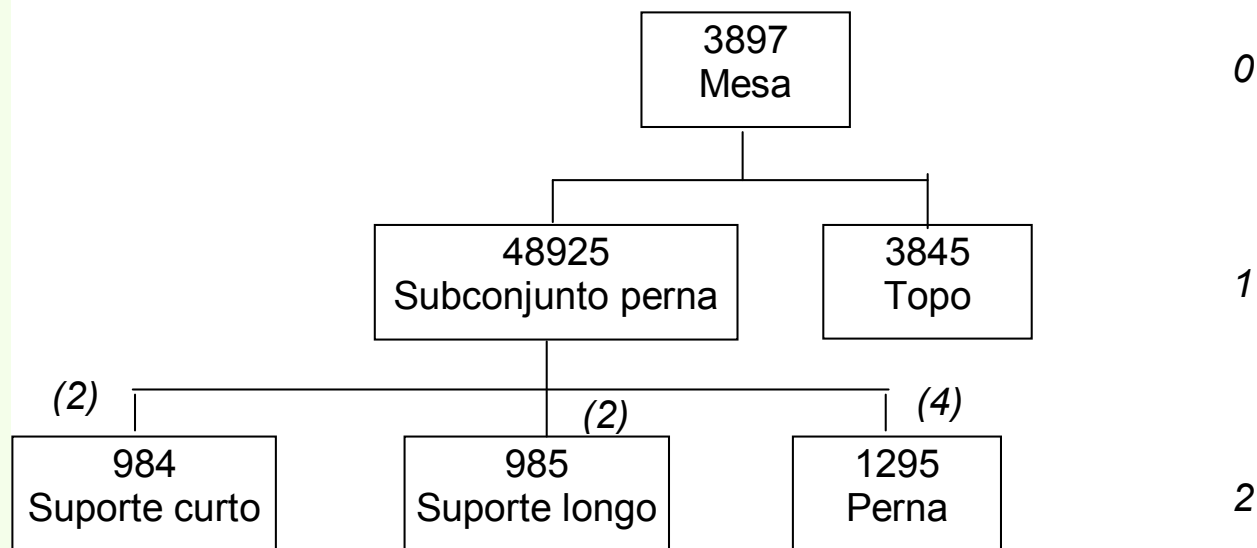 3897
Mesa
0
48925
Subconjunto perna
3845
Topo
1
(2)
(2)
(4)
984
Suporte curto
985
Suporte longo
1295
Perna
2